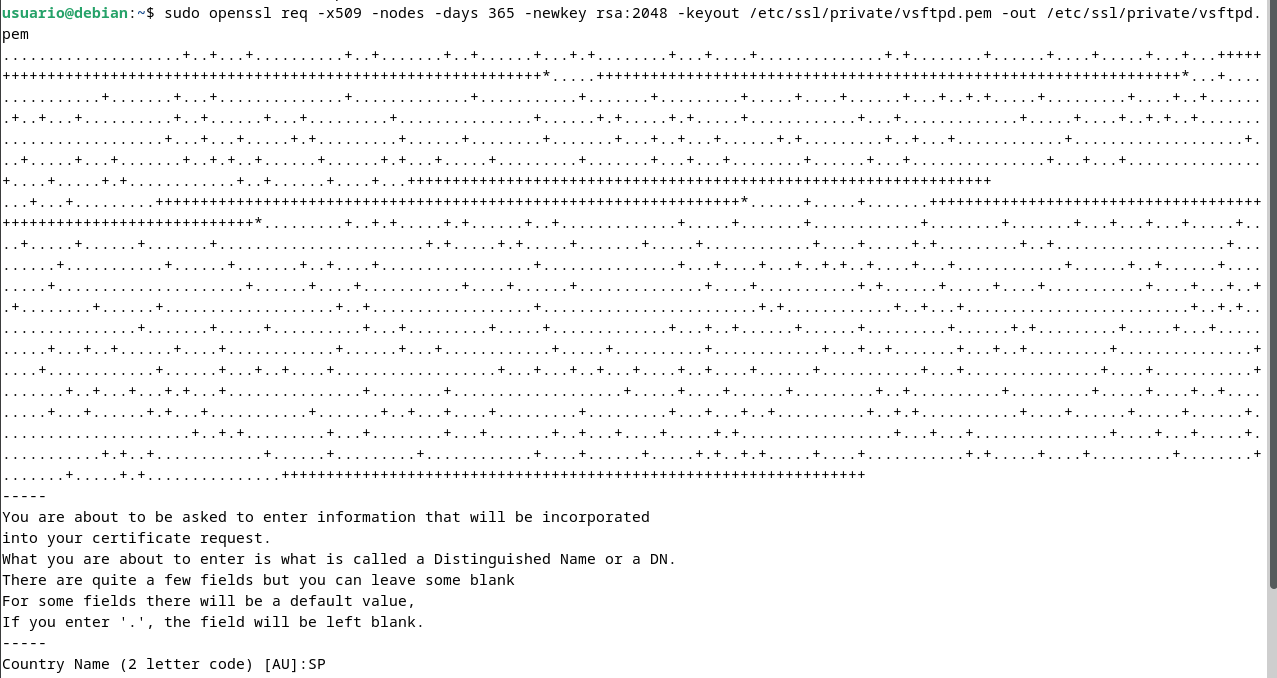 usuario@debian:~$ sudo openssl req -x509 -nodes -days 365 -newkey rsa:2048 -keyout /etc/ssl/private/vsftpd.pem -out /etc/ssl/private/vsftpd.
pem
-----
You are about to be asked to enter information that will be incorporated
into your certificate request.
What you are about to enter is what is called a Distinguished Name or a DN.
There are quite a few fields but you can leave some blank
For some fields there will be a default value,
If you enter '.', the field will be left blank.
-----
Country Name (2 letter code) [AU]:SP